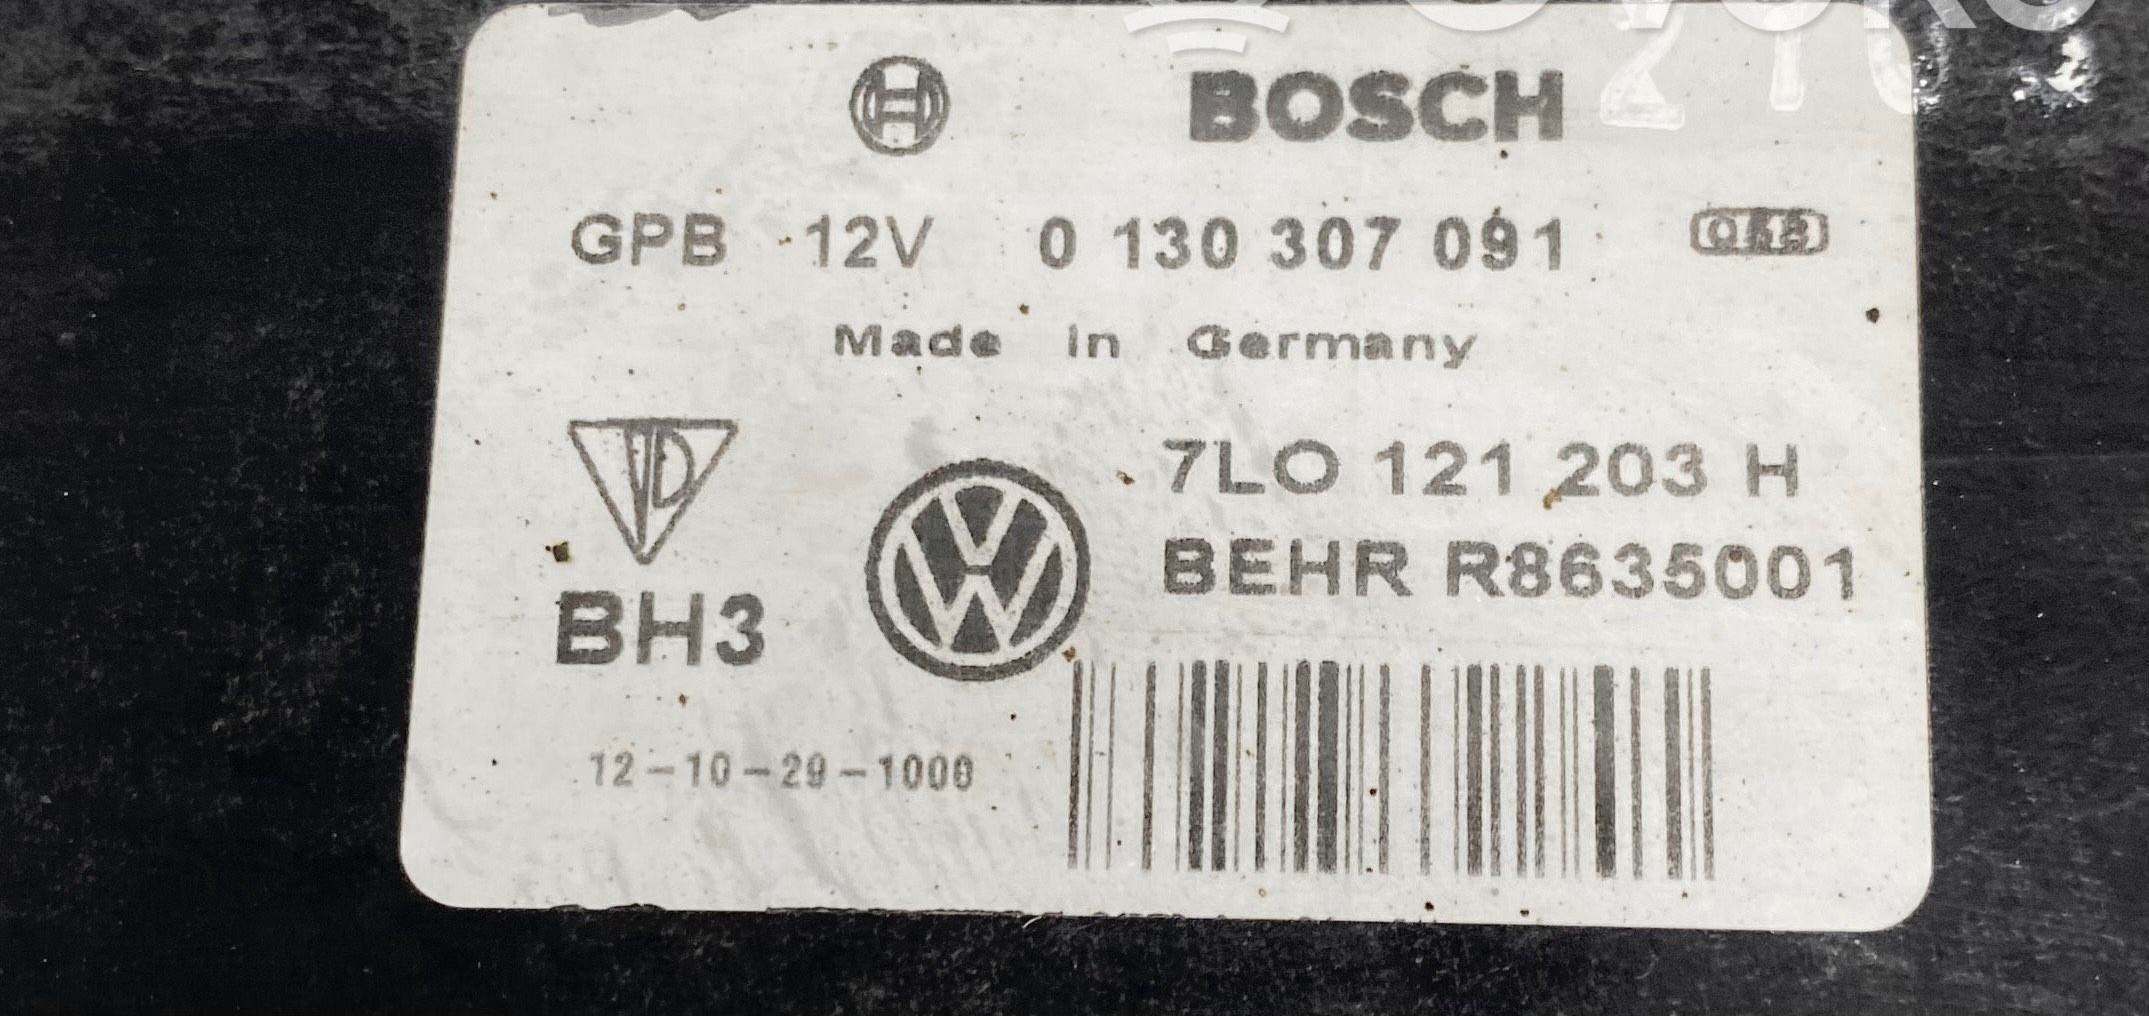 BOSCH
GPB 12V 0 130 307 091
Made in Germany
7LO 121 203 H
BEHR R8635001
BH3
12-10-29-1000